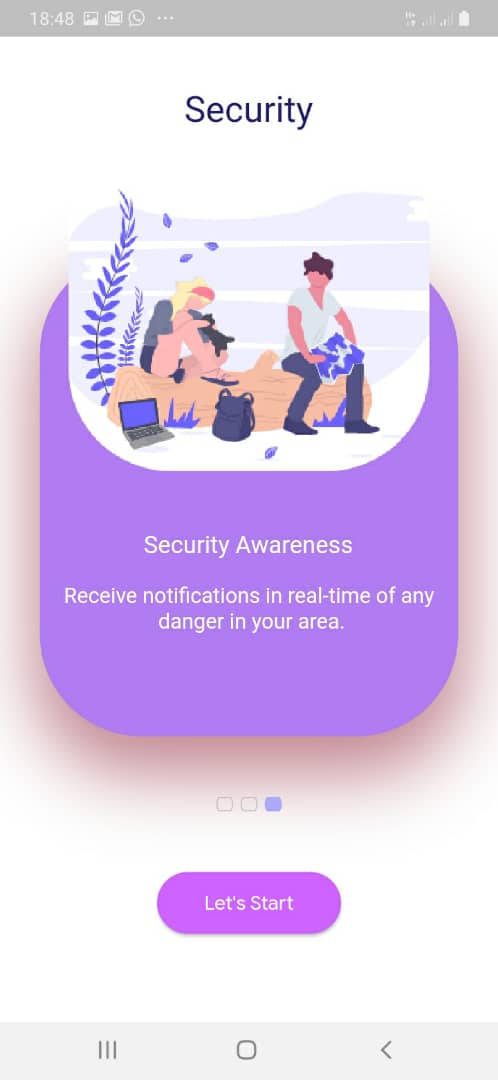 18:48
Security
Security Awareness
Receive notifications in real-time of any
danger in your area.
Let's Start